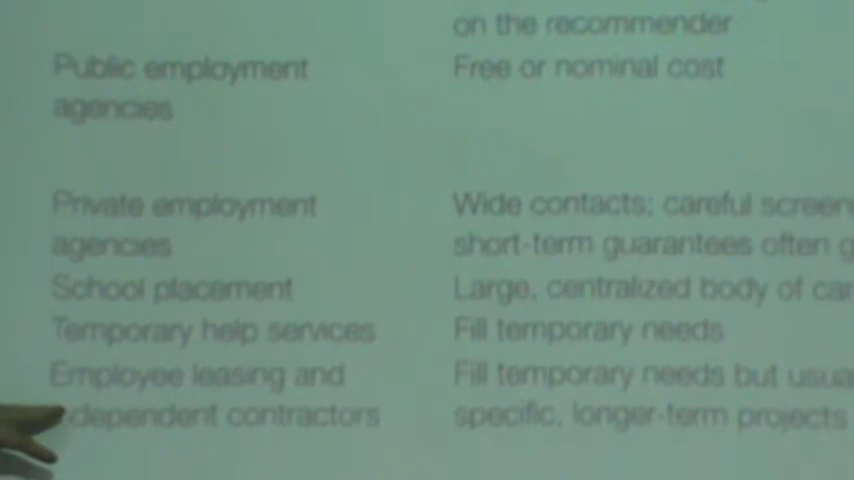 on the recommender
Public employment agencies
Free or nominal cost
Private employment agencies
Wide contacts; careful
short-term guarantees often
School placement
Large, centralized body of
Temporary help services
Fill temporary needs
Employee leasing and
contractors
Fill temporary needs but
specific, longer-term projects